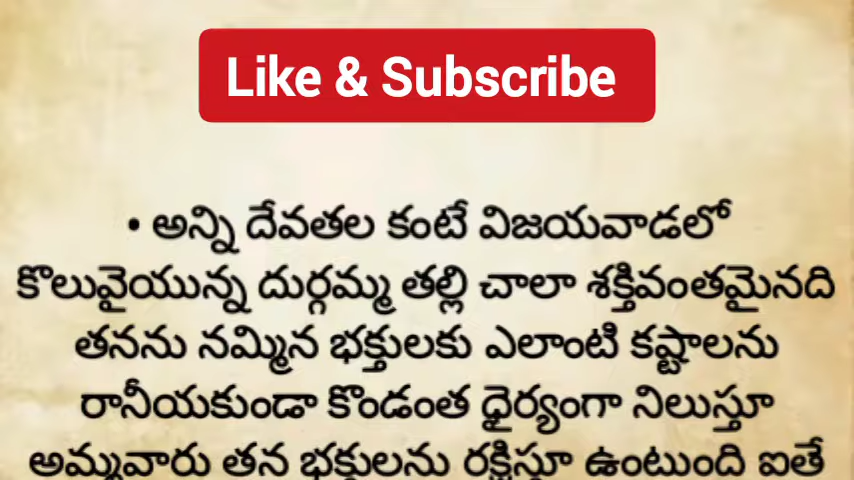 Like & Subscribe
• అన్ని దేవతల కంటే విజయవాడలో
కొలువైయున్న దుర్గమ్మ తల్లి చాలా శక్తివంతమైనది
తనను నమ్మిన భక్తులకు ఎలాంటి కష్టాలను
రానీయకుండా కొండంత ధైర్యంగా నిలుస్తూ
అమ్మవారు తన భక్తులను రక్షిస్తూ ఉంటుంది ఐతే